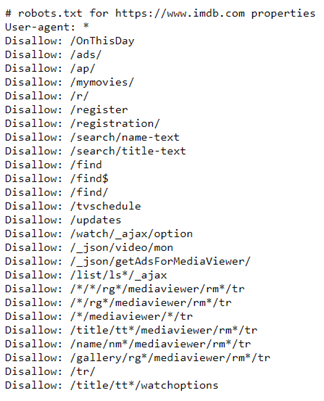 # robots.txt for https://www.imdb.com properties
User-agent: *
Disallow: /OnThisDay
Disallow: /ads/
Disallow: /ap/
Disallow: /mymovies/
Disallow: /r/
Disallow: /register
Disallow: /registration/
Disallow: /search/name-text
Disallow: /search/title-text
Disallow: /find
Disallow: /find$
Disallow: /find/
Disallow: /tvschedule
Disallow: /updates
Disallow: /watch/_ajax/option
Disallow: /_json/video/mon
Disallow: /_json/getAdsForMediaViewer/
Disallow: /list/ls*/_ajax
Disallow: /*/*/rg*/mediaviewer/rm*/tr
Disallow: /*/rg*/mediaviewer/rm*/tr
Disallow: /*/mediaviewer/*/tr
Disallow: /title/tt*/mediaviewer/rm*/tr
Disallow: /name/nm*/mediaviewer/rm*/tr
Disallow: /gallery/rg*/mediaviewer/rm*/tr
Disallow: /tr/
Disallow: /title/tt*/watchoptions